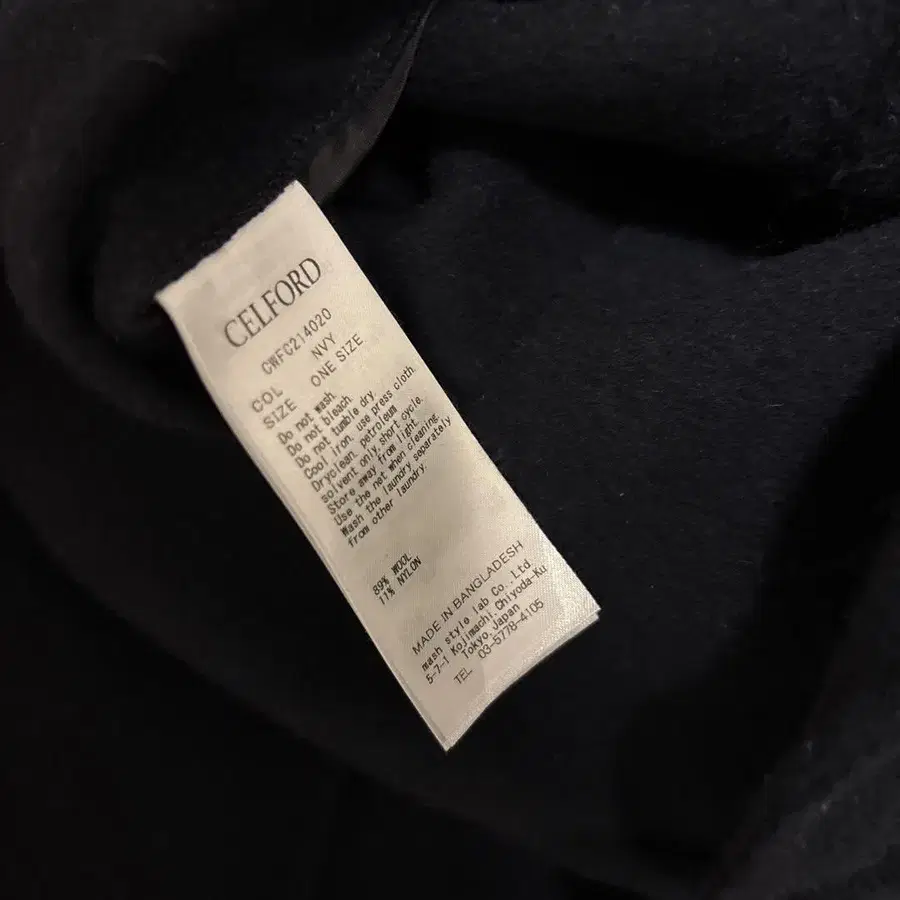 CELFORD
CWFC214020
COL NVY
SIZE ONE SIZE
Do not wash
Do not bleach
Do not tumble dry.
Cool iron, use press cloth.
Dryclean, petroleum
solvent only, short cycle.
Store away from light.
Use the net when cleaning.
Wash the laundry separately
from other laundry.
89% WOOL
11% NYLON
MADE IN BANGLADESH
mash style lab Co., Ltd.
5-7-1 Kojimachi, Chiyoda-Ku
Tokyo, Japan
TEL 03-5778-4105